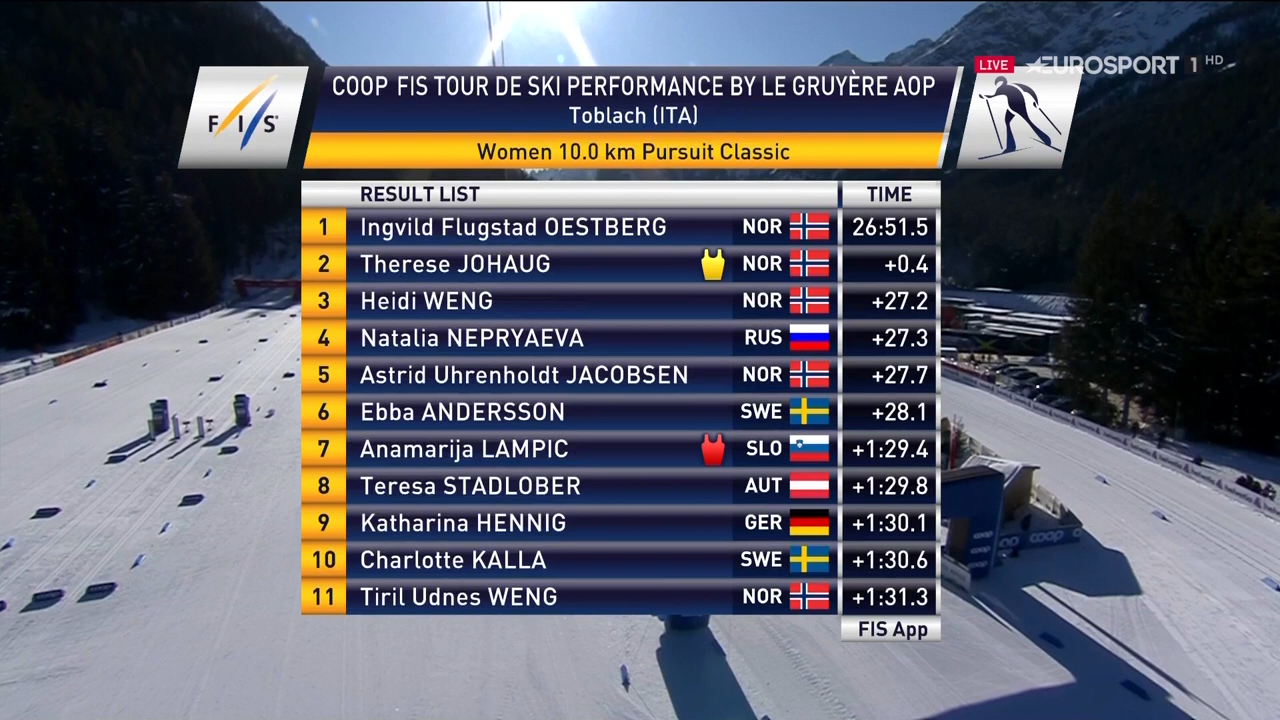 LIVE EUROSPORT 1 HD
FIS
COOP FIS TOUR DE SKI PERFORMANCE BY LE GRUYÈRE AOP
Toblach (ITA)
Women 10.0 km Pursuit Classic
RESULT LIST TIME
1 Ingvild Flugstad OESTBERG NOR 26:51.5
2 Therese JOHAUG NOR +0.4
3 Heidi WENG NOR +27.2
4 Natalia NEPRYAEVA RUS +27.3
5 Astrid Uhrenholdt JACOBSEN NOR +27.7
6 Ebba ANDERSSON SWE +28.1
7 Anamarija LAMPIC SLO +1:29.4
8 Teresa STADLOBER AUT +1:29.8
9 Katharina HENNIG GER +1:30.1
10 Charlotte KALLA SWE +1:30.6
11 Tiril Udnes WENG NOR +1:31.3
FIS App
coop
coop